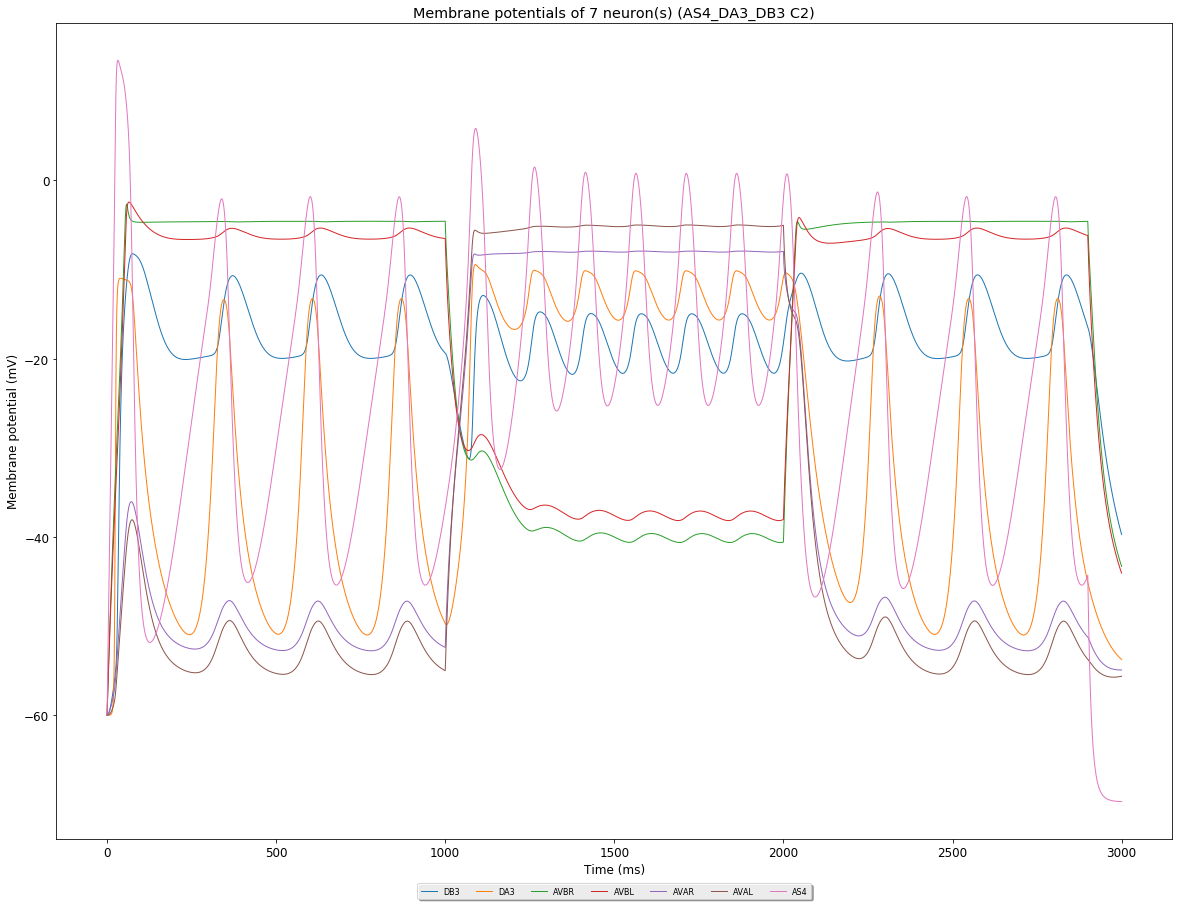 Membrane potentials of 7 neuron(s) (AS4_DA3_DB3 C2)
Membrane potential (mV)
0
−20
−40
−60
0 500 1000 1500 2000 2500 3000
Time (ms)
DB3 DA3 AVBR AVBL AVAR AVAL AS4